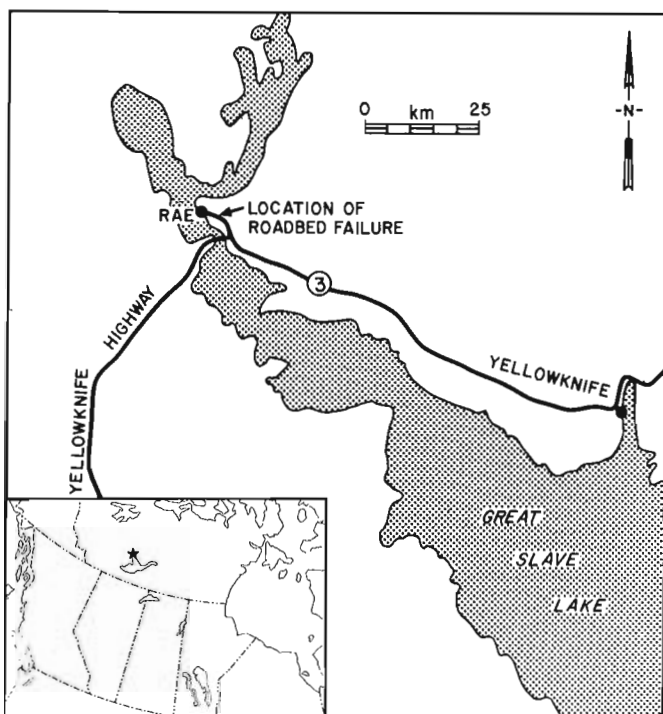 0 km 25
-N-
RAE
LOCATION OF
ROADBED FAILURE
3
HIGHWAY
YELLOWKNIFE
YELLOWKNIFE
GREAT
SLAVE
LAKE